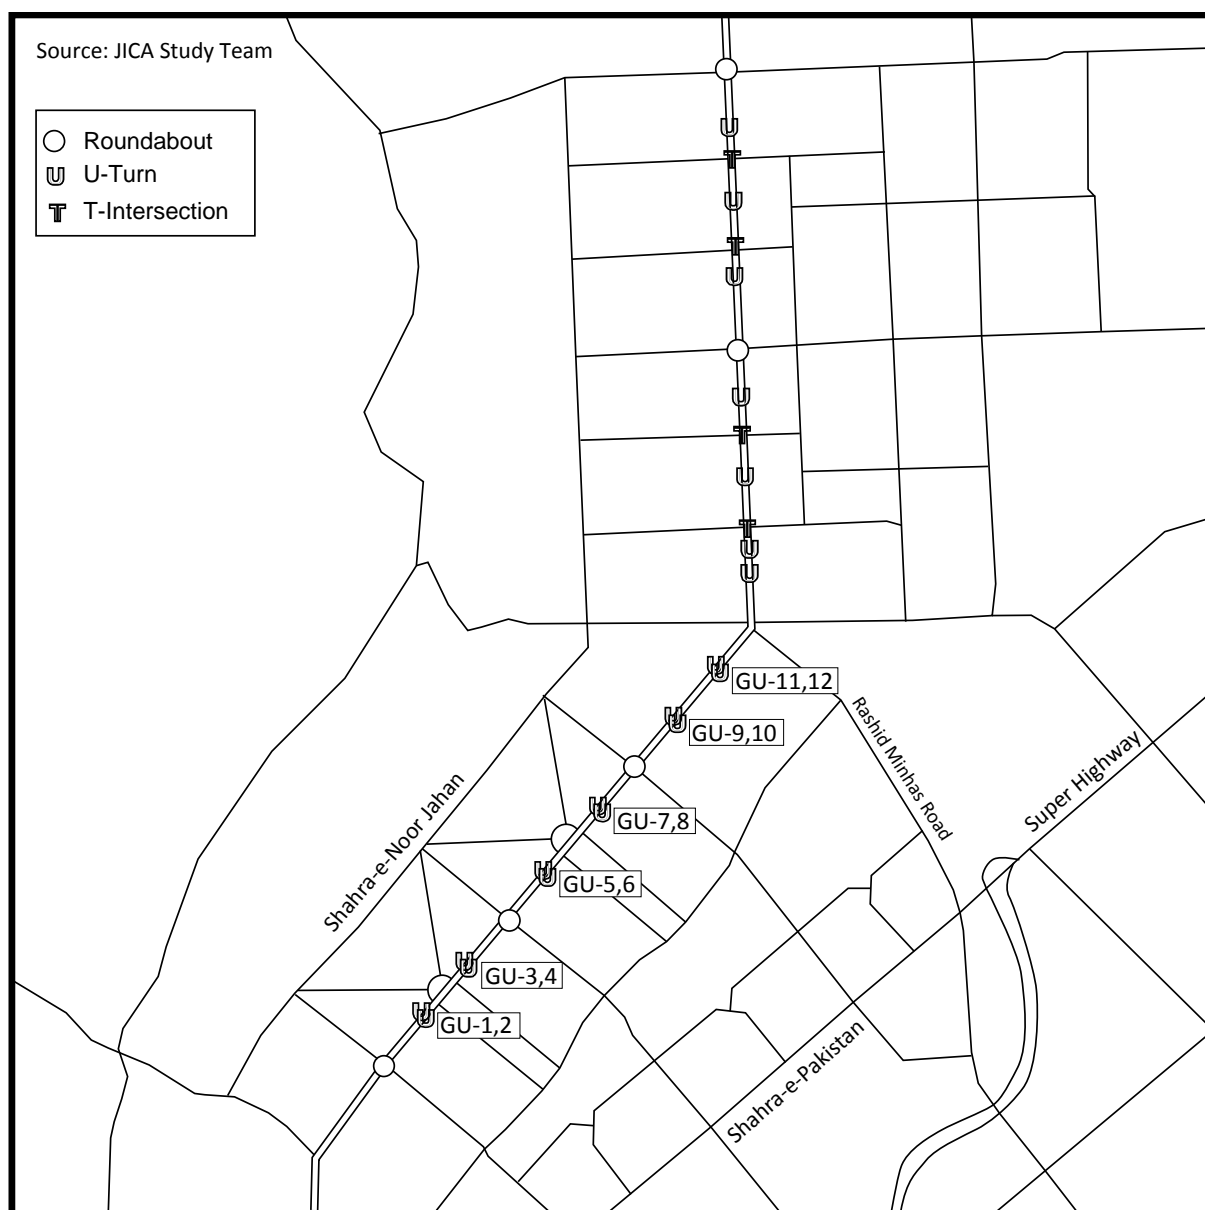 Source: JICA Study Team
Roundabout
U-Turn
T-Intersection
GU-11,12
GU-9,10
Rashid Minhas Road
Super Highway
Shahra-e-Noor Jahan
GU-7,8
GU-5,6
GU-3,4
GU-1,2
Shahra-e-Pakistan